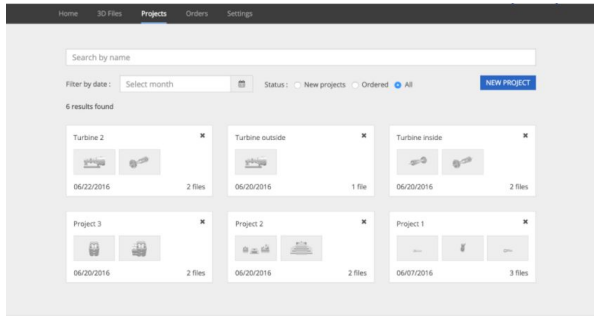 Home 3D Files Projects Orders Settings
Search by name
Filter by date : Select month Status : New projects Ordered All NEW PROJECT
6 results found
Turbine 2 ✖ Turbine outside ✖ Turbine inside ✖
06/22/2016 2 files 06/20/2016 1 file 06/20/2016 2 files
Project 3 ✖ Project 2 ✖ Project 1 ✖
06/20/2016 2 files 06/20/2016 2 files 06/07/2016 3 files